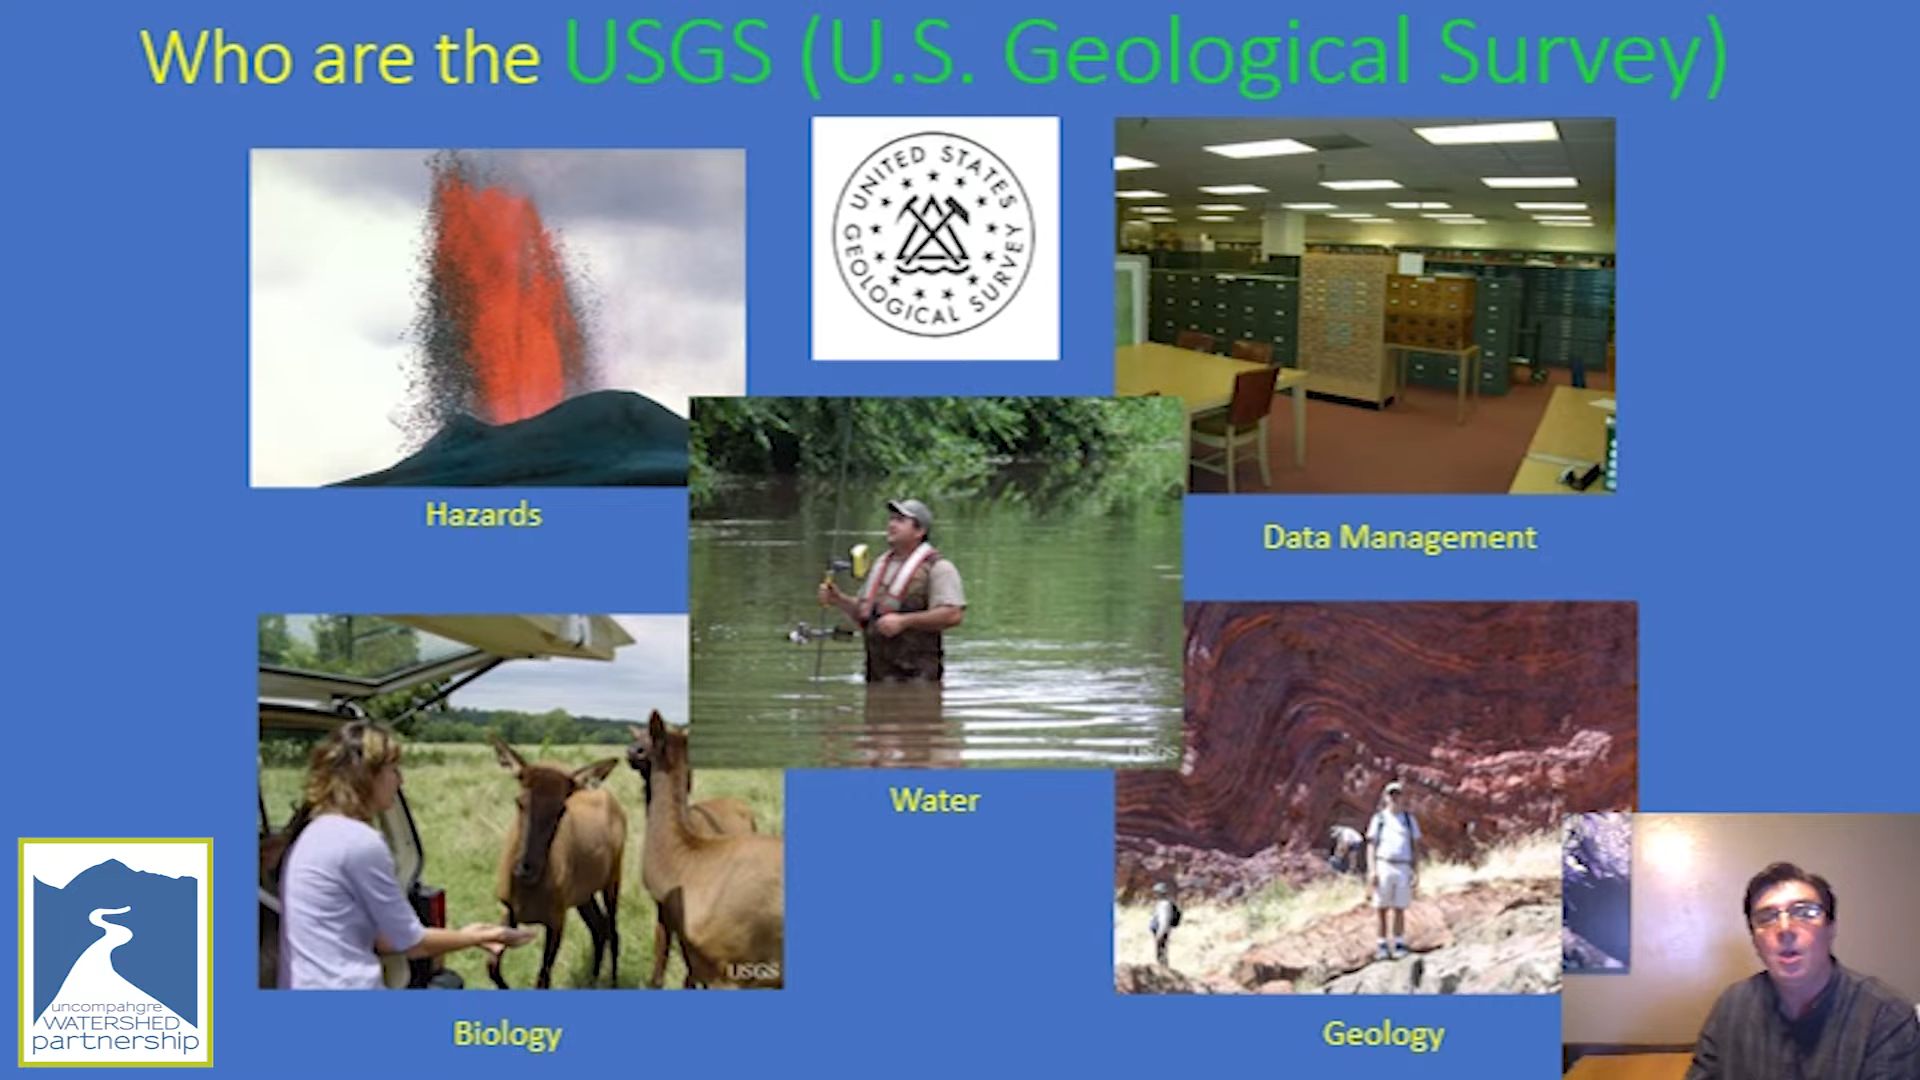 Who are the USGS (U.S. Geological Survey)
UNITED STATES
GEOLOGICAL SURVEY
Hazards
Data Management
USGS
Water
USGS
Biology
Geology
uncompahgre
WATERSHED
partnership